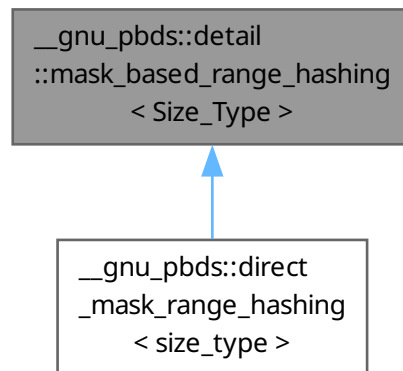 __gnu_pbds::detail
::mask_based_range_hashing
< Size_Type >
__gnu_pbds::direct
_mask_range_hashing
< size_type >